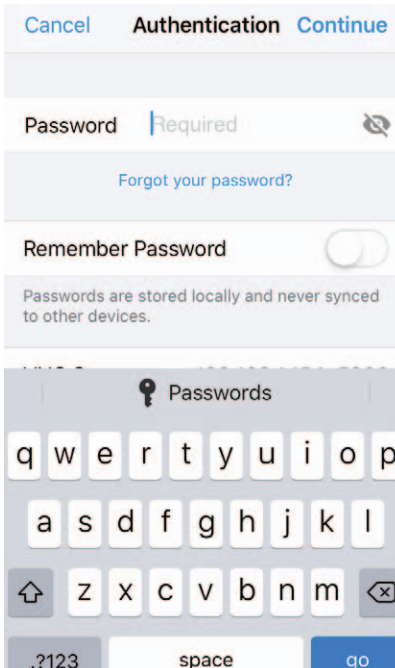 Cancel Authentication Continue
Password Required
Forgot your password?
Remember Password
Passwords are stored locally and never synced
to other devices.
Passwords
q w e r t y u i o p
a s d f g h j k l
z x c v b n m
.?123 space go